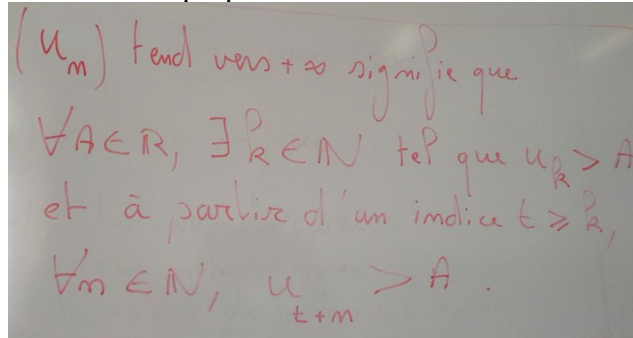 (u_n) tend vers +∞ signifie que
∀A∈R, ∃k∈N tel que u_k > A
et à partir d'un indice t ⩾ k,
∀n ∈ N, u_{t+n} > A.